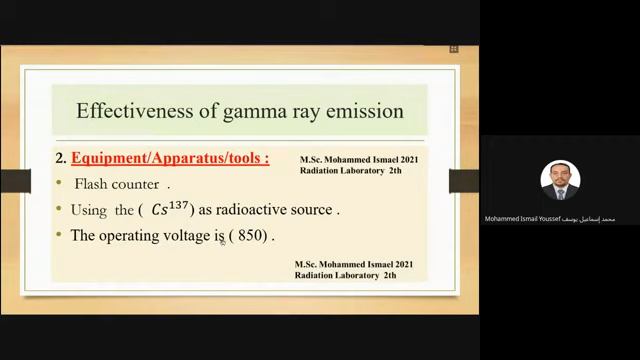 Effectiveness of gamma ray emission
2. Equipment/Apparatus/tools :
M.Sc. Mohammed Ismael 2021
Radiation Laboratory 2th
• Flash counter .
• Using the ( Cs¹³⁷ ) as radioactive source .
• The operating voltage is ( 850) .
M.Sc. Mohammed Ismael 2021
Radiation Laboratory 2th
Mohammed Ismail Youssef محمد إسماعيل يوسف